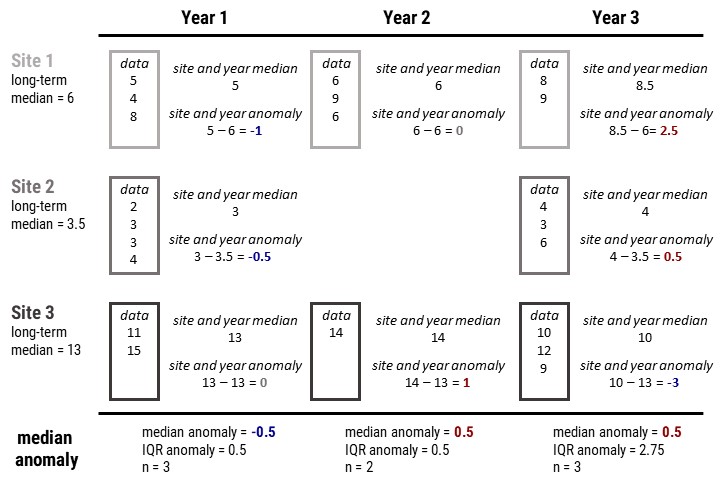 Year 1 Year 2 Year 3
Site 1
long-term
median = 6
data
5
4
8
site and year median
5
site and year anomaly
5 – 6 = -1
data
6
9
6
site and year median
6
site and year anomaly
6 – 6 = 0
data
8
9
site and year median
8.5
site and year anomaly
8.5 – 6= 2.5
Site 2
long-term
median = 3.5
data
2
3
3
4
site and year median
3
site and year anomaly
3 – 3.5 = -0.5
data
4
3
6
site and year median
4
site and year anomaly
4 – 3.5 = 0.5
Site 3
long-term
median = 13
data
11
15
site and year median
13
site and year anomaly
13 – 13 = 0
data
14
site and year median
14
site and year anomaly
14 – 13 = 1
data
10
12
9
site and year median
10
site and year anomaly
10 – 13 = -3
median
anomaly
median anomaly = -0.5
IQR anomaly = 0.5
n = 3
median anomaly = 0.5
IQR anomaly = 0.5
n = 2
median anomaly = 0.5
IQR anomaly = 2.75
n = 3